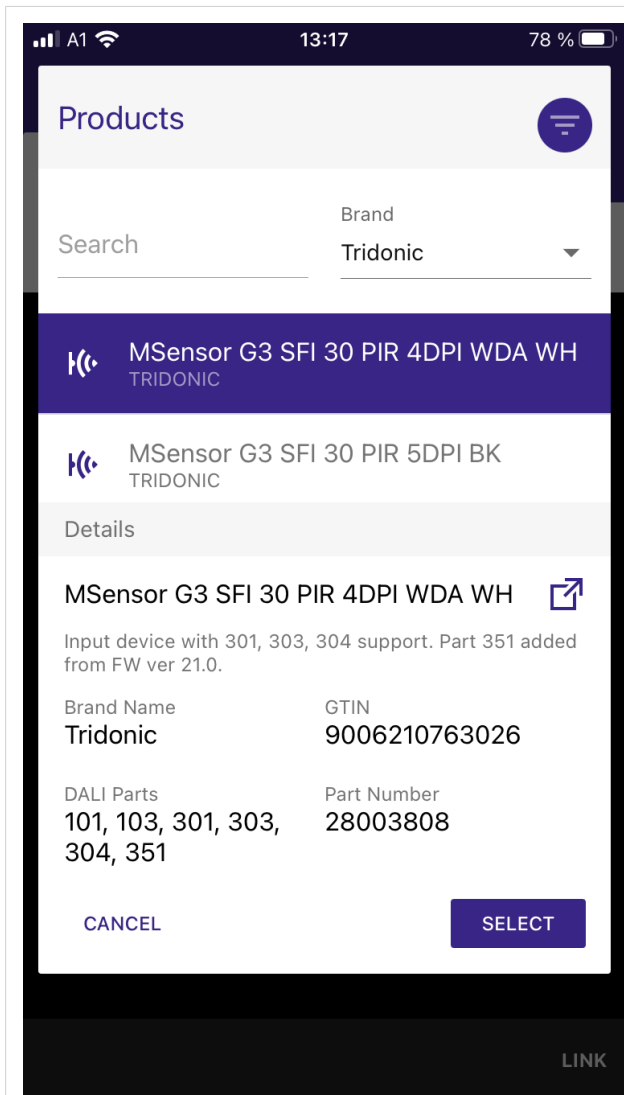 A1
13:17
78 %
Products
Search
Brand
Tridonic
MSensor G3 SFI 30 PIR 4DPI WDA WH
TRIDONIC
MSensor G3 SFI 30 PIR 5DPI BK
TRIDONIC
Details
MSensor G3 SFI 30 PIR 4DPI WDA WH
Input device with 301, 303, 304 support. Part 351 added
from FW ver 21.0.
Brand Name
Tridonic
GTIN
9006210763026
DALI Parts
101, 103, 301, 303,
304, 351
Part Number
28003808
CANCEL
SELECT
LINK